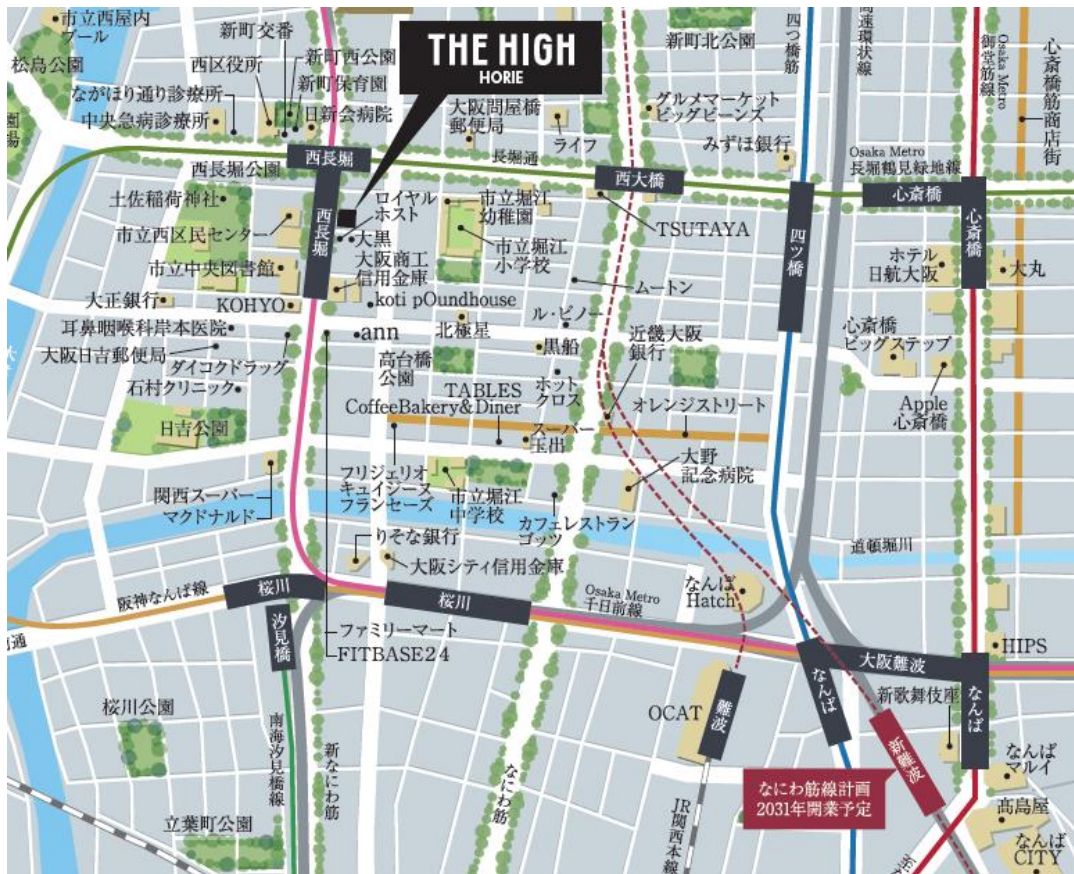 市立西屋内
プール
松島公園
新町交番
西区役所
新町西公園
新町保育園
ながほり通り診療所
中央急病診療所
日新会病院
THE HIGH
HORIE
大阪問屋橋
郵便局
ライフ
新町北公園
グルメマーケット
ビッグビーンズ
みずほ銀行
四つ橋筋
高速環状線
Osaka Metro
御堂筋線
心斎橋筋商店街
西長堀
長堀通
西大橋
Osaka Metro
長堀鶴見緑地線
心斎橋
西長堀公園
土佐稲荷神社
市立西区民センター
西長堀
ロイヤル
ホスト
大黒
市立堀江
幼稚園
市立堀江
小学校
TSUTAYA
四ツ橋
心斎橋
ホテル
日航大阪
大丸
市立中央図書館
大阪商工
信用金庫
大正銀行
KOHYO
koti pOundhouse
ムートン
ル・ビノー
耳鼻咽喉科岸本医院
大阪日吉郵便局
ダイコクドラッグ
石村クリニック
ann
北極星
高台橋
公園
黒船
近畿大阪
銀行
心斎橋
ビッグステップ
ホット
クロス
TABLES
CoffeeBakery&Diner
オレンジストリート
Apple
心斎橋
日吉公園
スーパー
玉出
大野
記念病院
フリジェリオ
キュイジーヌ
フランセーズ
市立堀江
中学校
カフェレストラン
ゴッツ
関西スーパー
マクドナルド
りそな銀行
大阪シティ信用金庫
道頓堀川
阪神なんば線
桜川
桜川
Osaka Metro
千日前線
なんば
Hatch
汐見橋
ファミリーマート
FITBASE24
HIPS
大阪難波
なんば
なんば
新歌舞伎座
OCAT
難波
新難波
なんば
マルイ
桜川公園
南海汐見橋線
新なにわ筋
なにわ筋
JR関西本線
なにわ筋線計画
2031年開業予定
髙島屋
なんば
CITY
立葉町公園